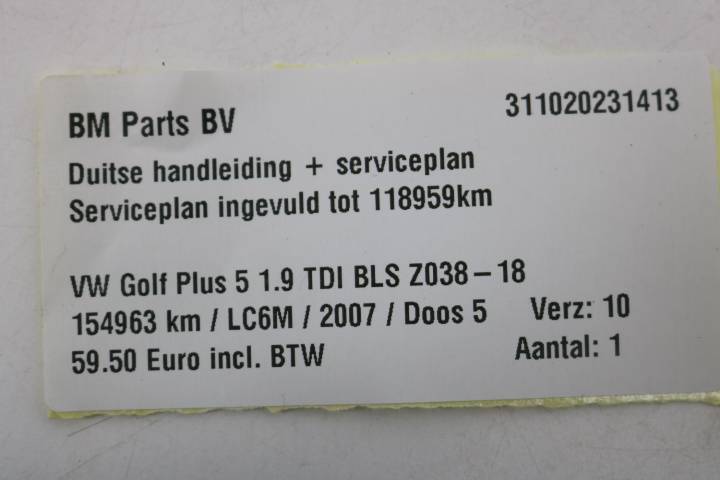 BM Parts BV 311020231413
Duitse handleiding + serviceplan
Serviceplan ingevuld tot 118959km
VW Golf Plus 5 1.9 TDI BLS Z038-18
154963 km / LC6M / 2007 / Doos 5 Verz: 10
59.50 Euro incl. BTW Aantal: 1